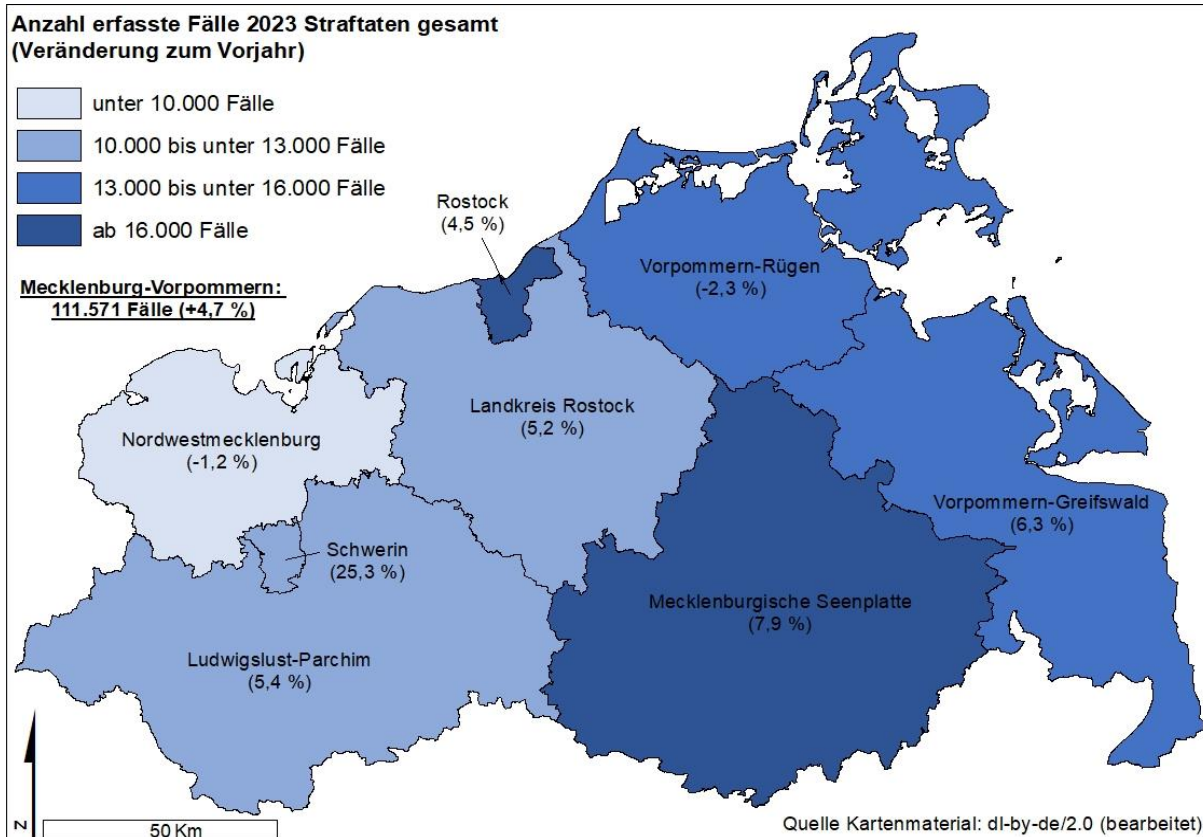 Anzahl erfasste Fälle 2023 Straftaten gesamt
(Veränderung zum Vorjahr)
unter 10.000 Fälle
10.000 bis unter 13.000 Fälle
13.000 bis unter 16.000 Fälle
ab 16.000 Fälle
Mecklenburg-Vorpommern:
111.571 Fälle (+4,7 %)
Rostock
(4,5 %)
Vorpommern-Rügen
(-2,3 %)
Landkreis Rostock
(5,2 %)
Nordwestmecklenburg
(-1,2 %)
Vorpommern-Greifswald
(6,3 %)
Schwerin
(25,3 %)
Mecklenburgische Seenplatte
(7,9 %)
Ludwigslust-Parchim
(5,4 %)
N
50 Km
Quelle Kartenmaterial: dl-by-de/2.0 (bearbeitet)